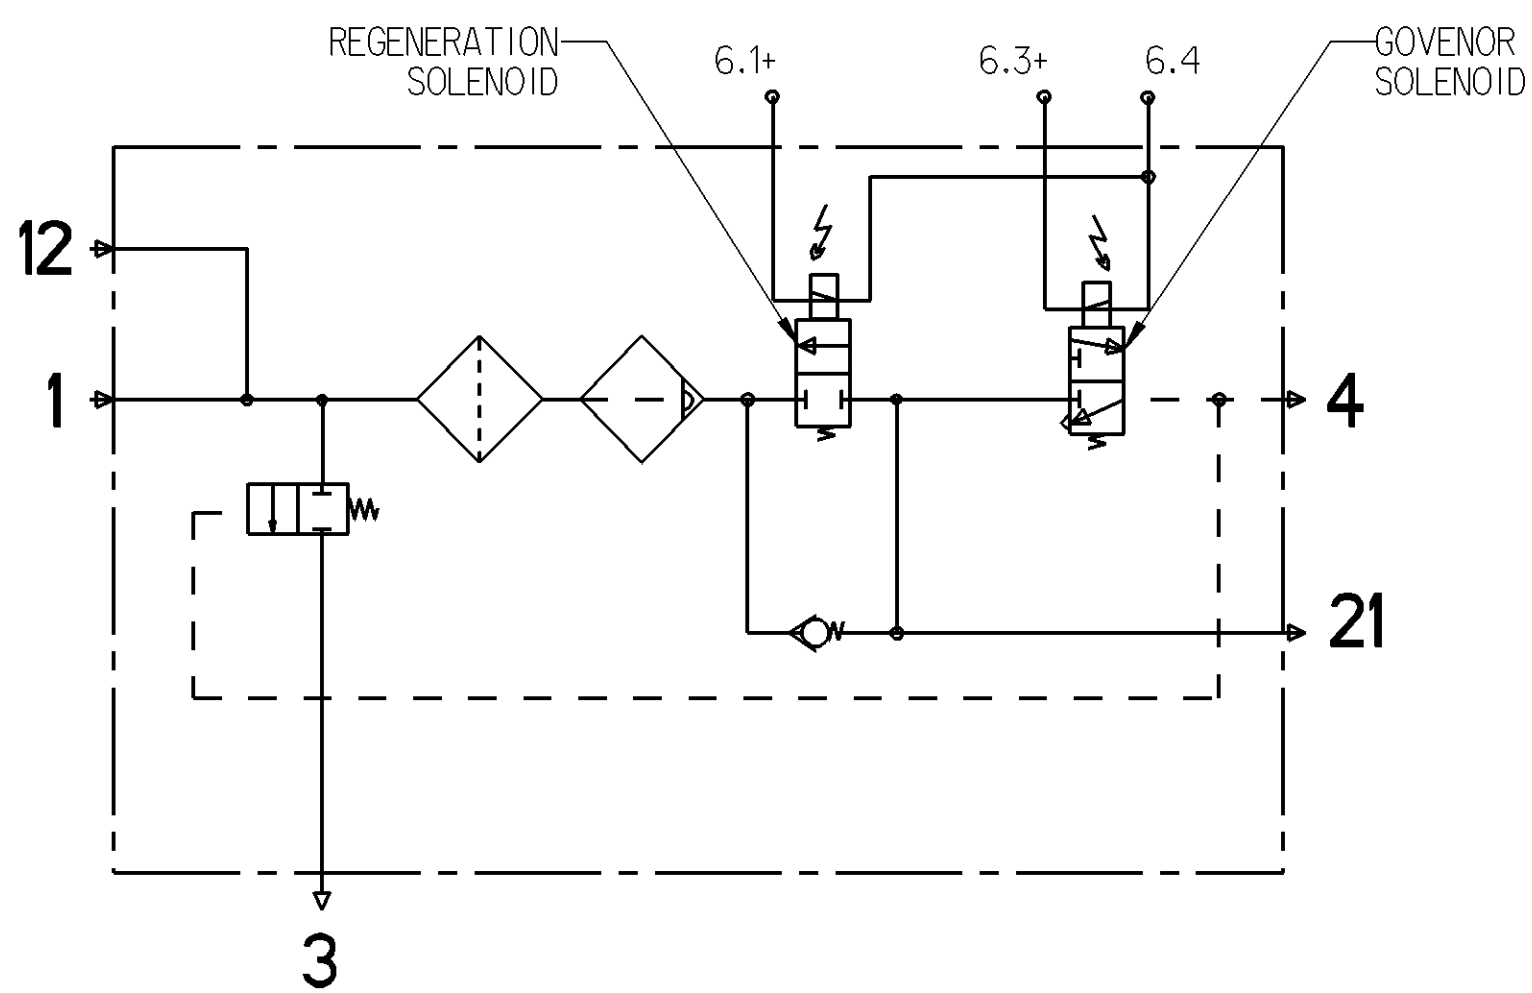 REGENERATION
SOLENOID
6.1+
6.3+
6.4
GOVENOR
SOLENOID
12
1
4
21
3